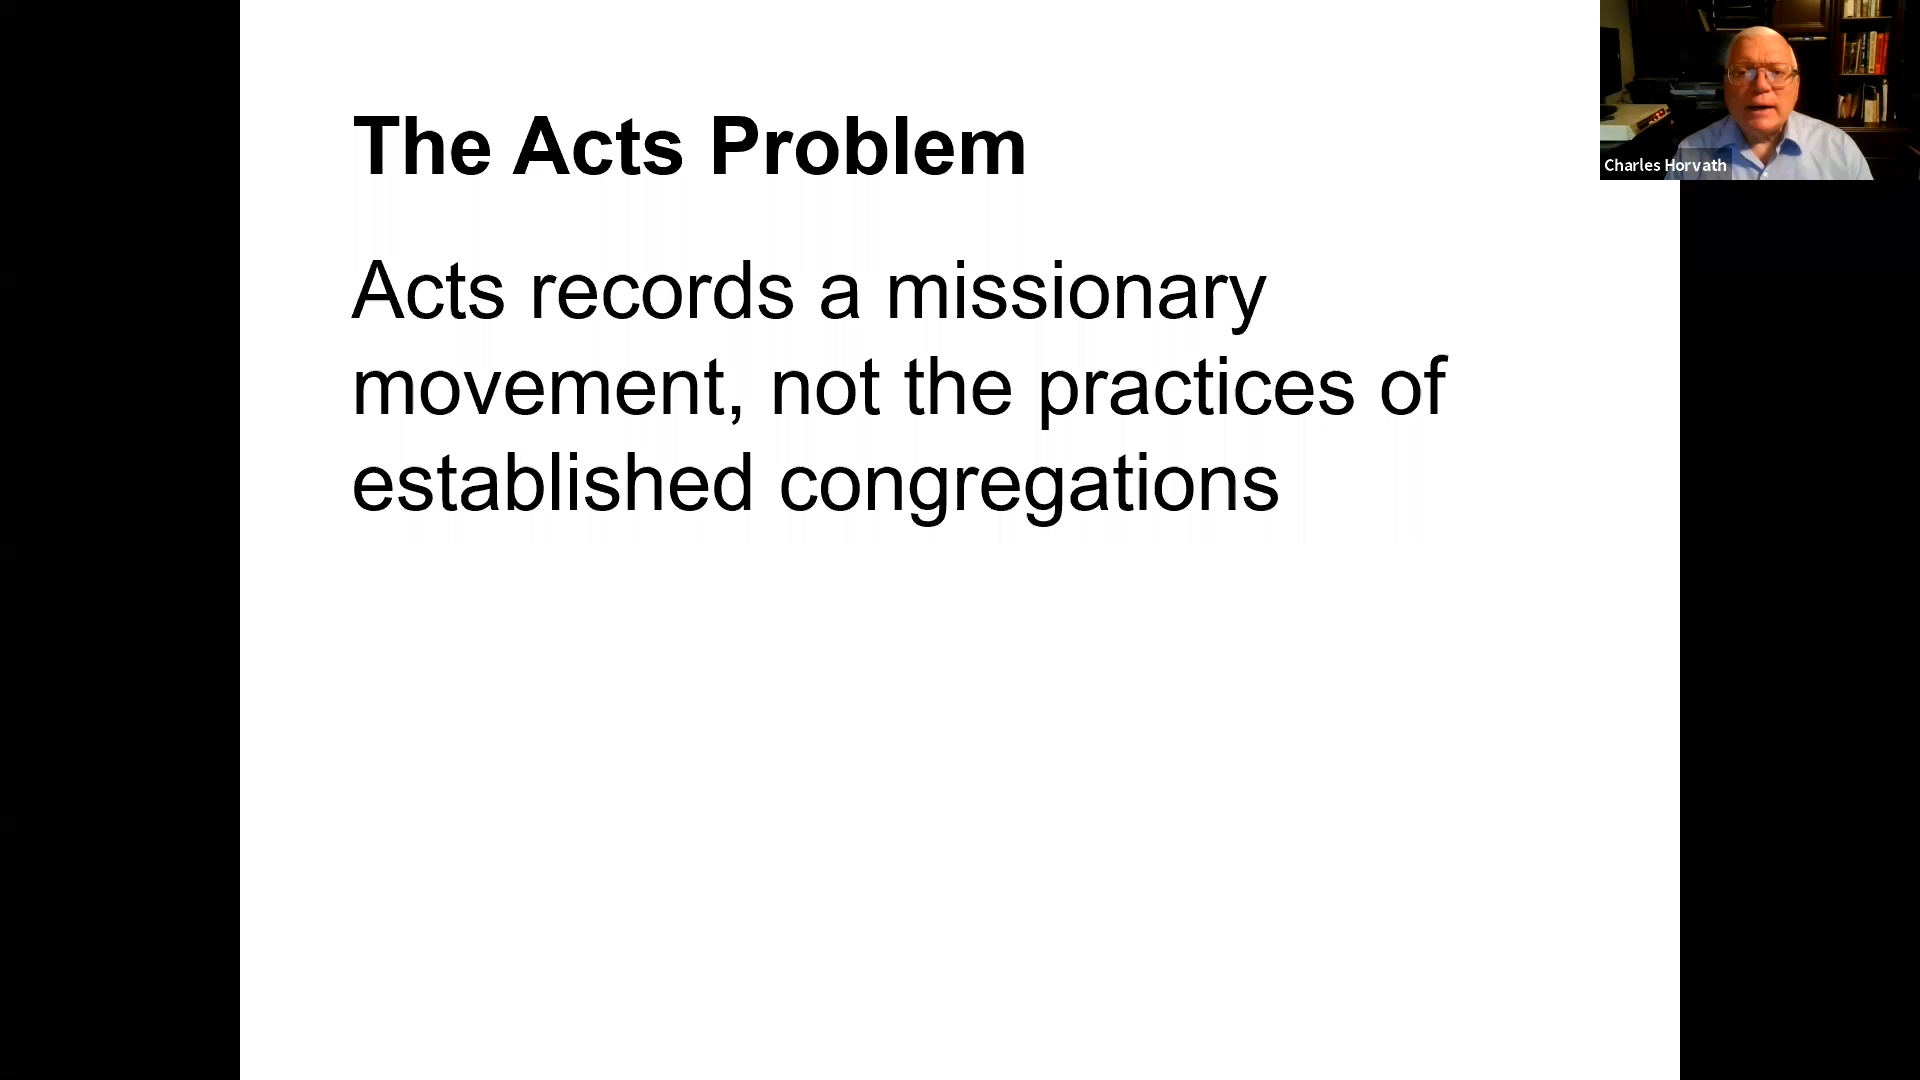 The Acts Problem
Acts records a missionary
movement, not the practices of
established congregations
Charles Horvath